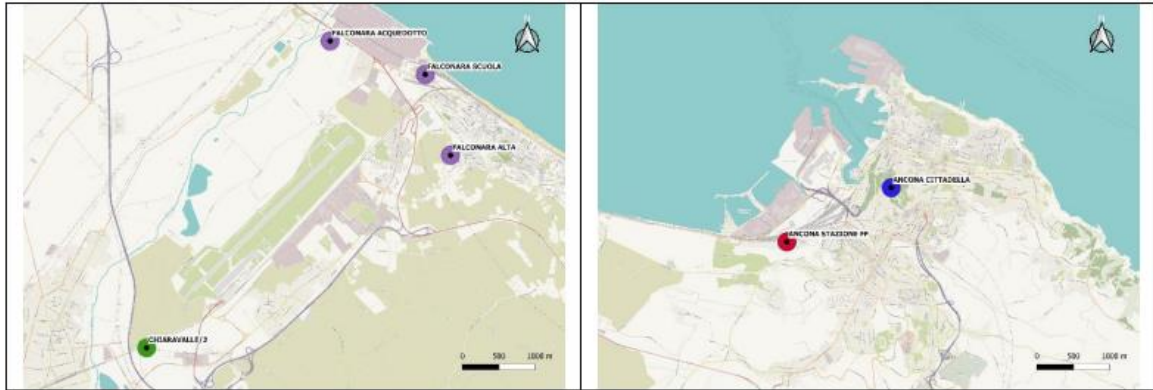 FALCONARA ACQUEDOTTO
FALCONARA SCUOLA
FALCONARA ALTA
CHIARAVALLE/2
0 500 1000 m
N
ANCONA CITTADELLA
ANCONA STAZIONE FF
0 500 1000 m